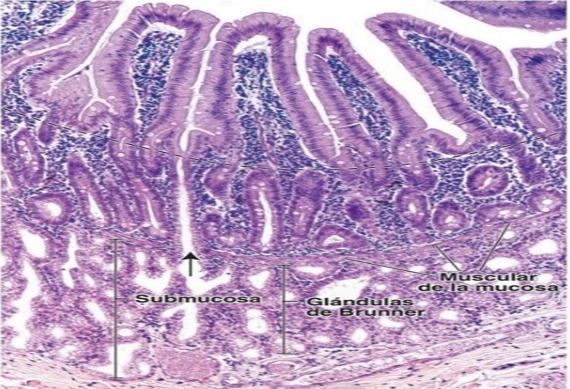 Muscular
de la mucosa
Submucosa
Glándulas
de Brunner